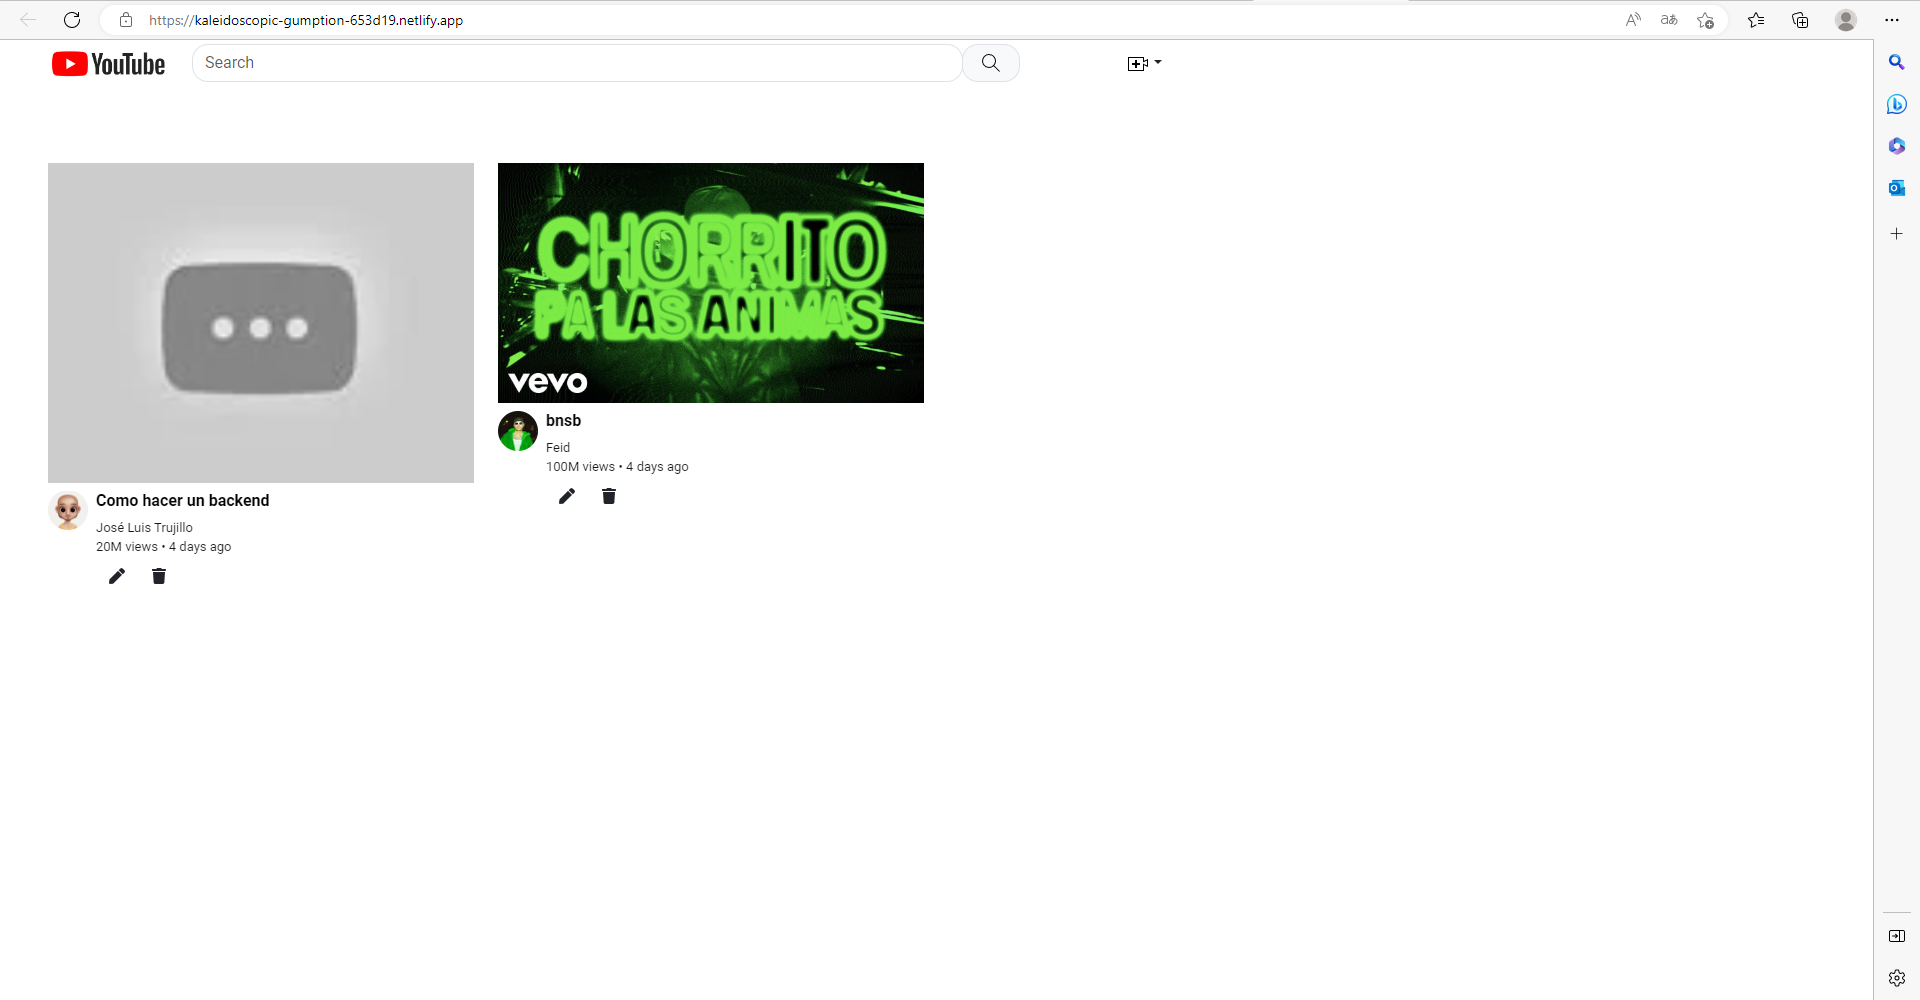 https://kaleidoscopic-gumption-653d19.netlify.app
YouTube
Search
CHORRITO
PA LAS ANIMAS
vevo
bnsb
Feid
100M views • 4 days ago
Como hacer un backend
José Luis Trujillo
20M views • 4 days ago